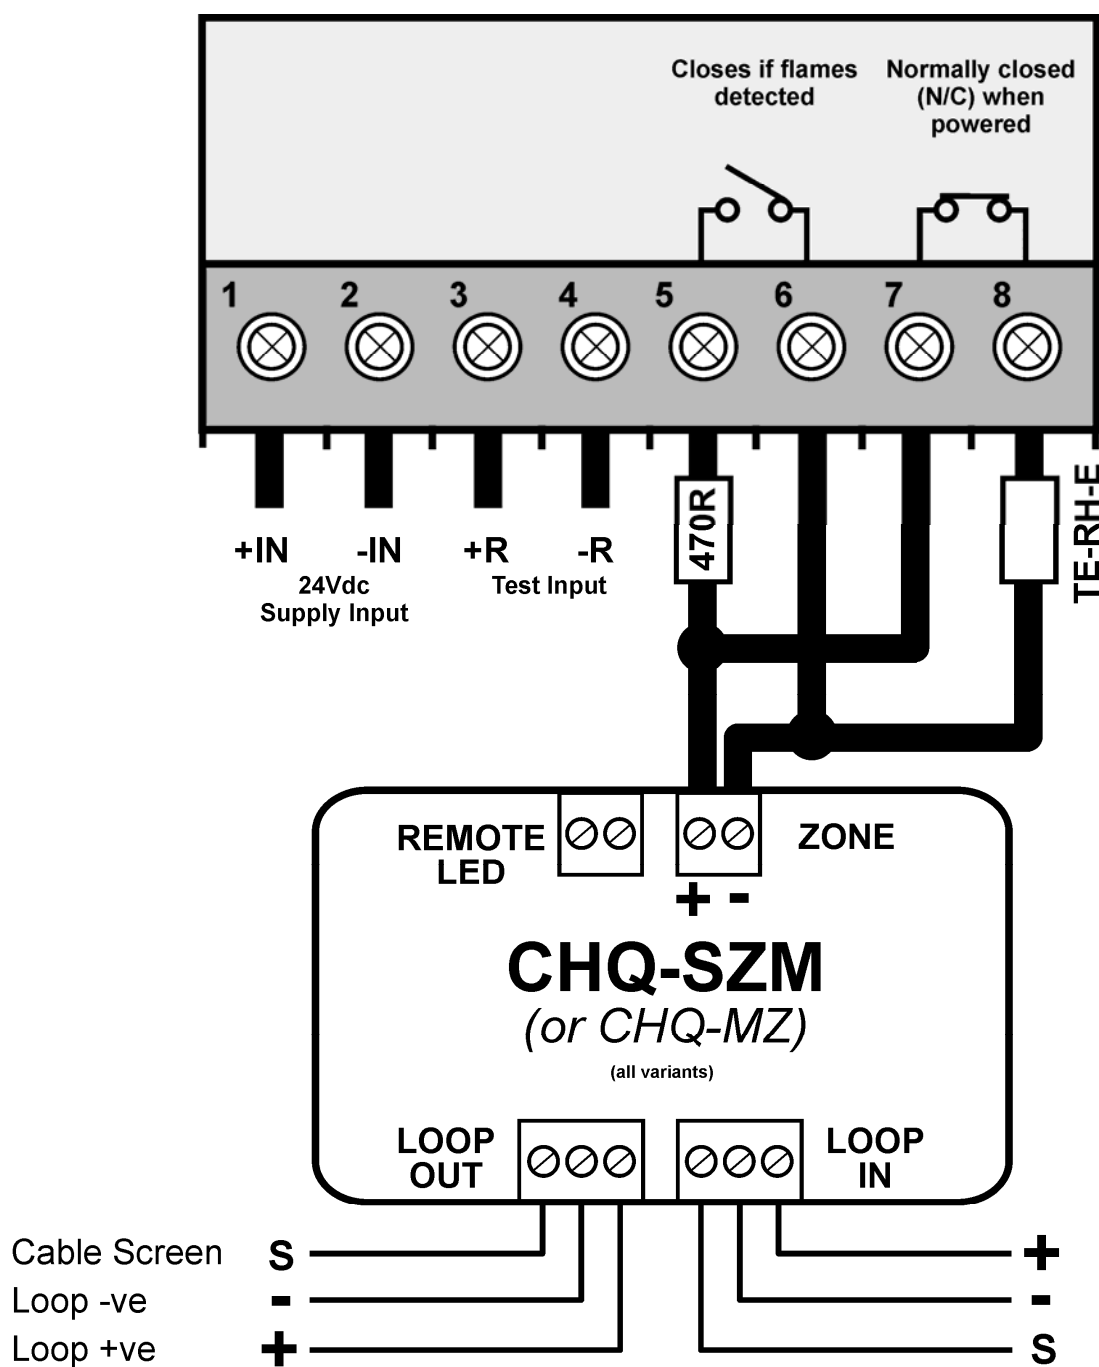 Closes if flames
detected
Normally closed
(N/C) when
powered
1 2 3 4 5 6 7 8
470R
TE-RH-E
+IN -IN +R -R
24Vdc
Supply Input
Test Input
REMOTE
LED
ZONE
+ -
CHQ-SZM
(or CHQ-MZ)
(all variants)
LOOP
OUT
LOOP
IN
Cable Screen S
Loop -ve -
Loop +ve +
+
-
S